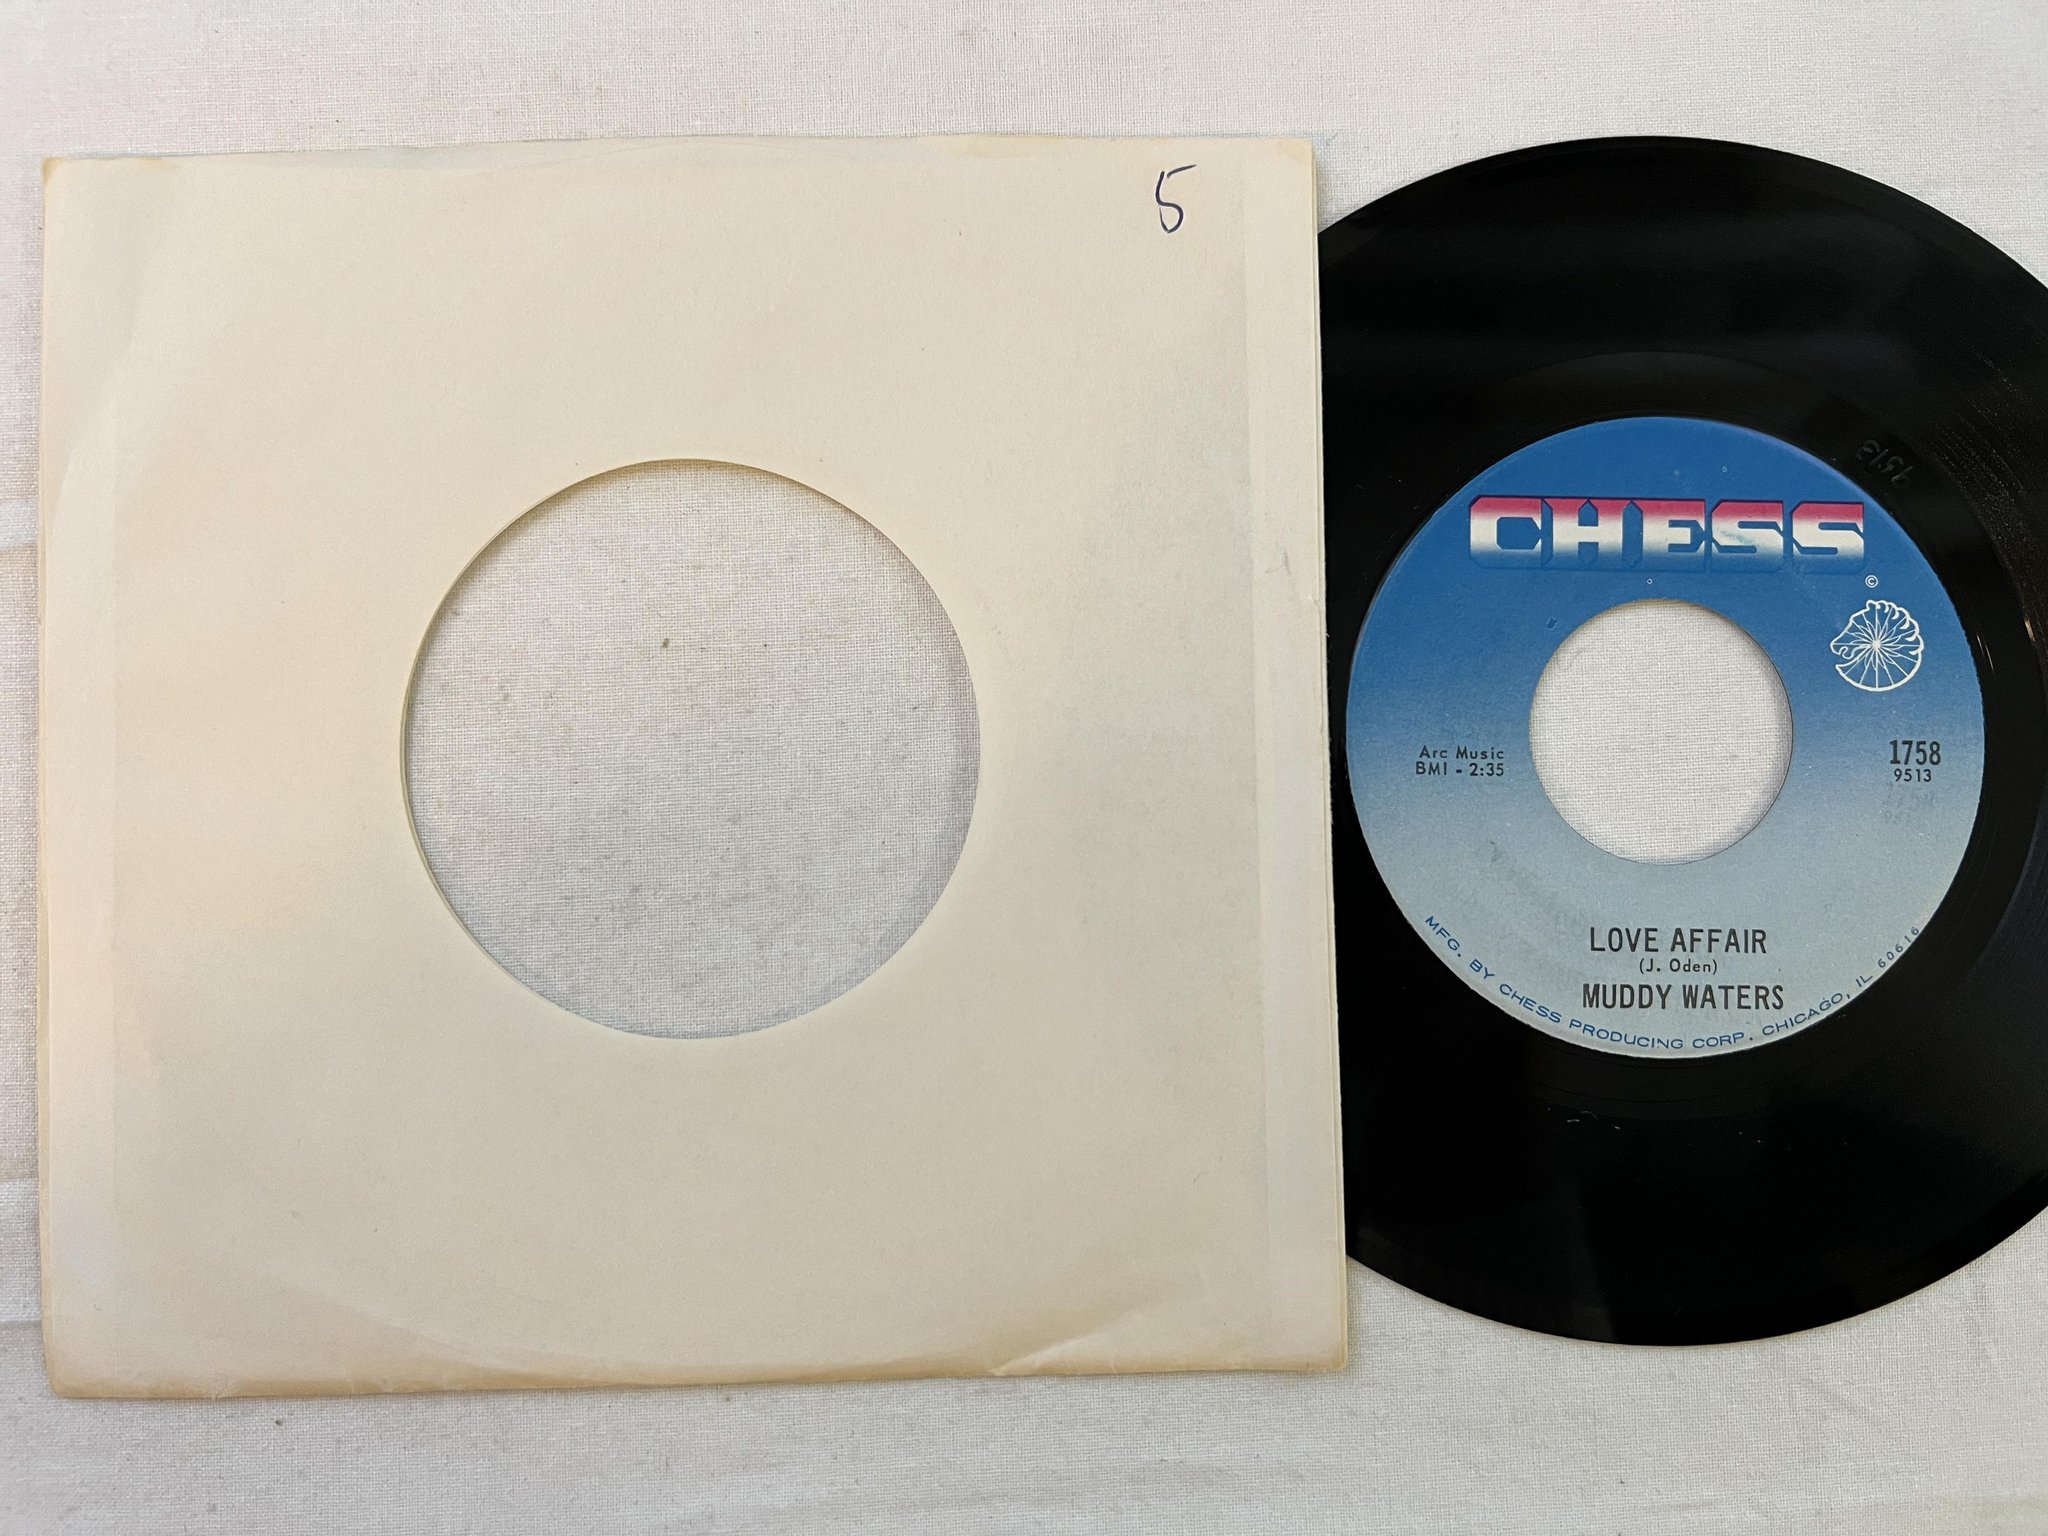 5
CHESS
©
Arc Music
BMI - 2:35
1758
9513
LOVE AFFAIR
(J. Oden)
MUDDY WATERS
MFG. BY CHESS PRODUCING CORP. CHICAGO, IL 60616